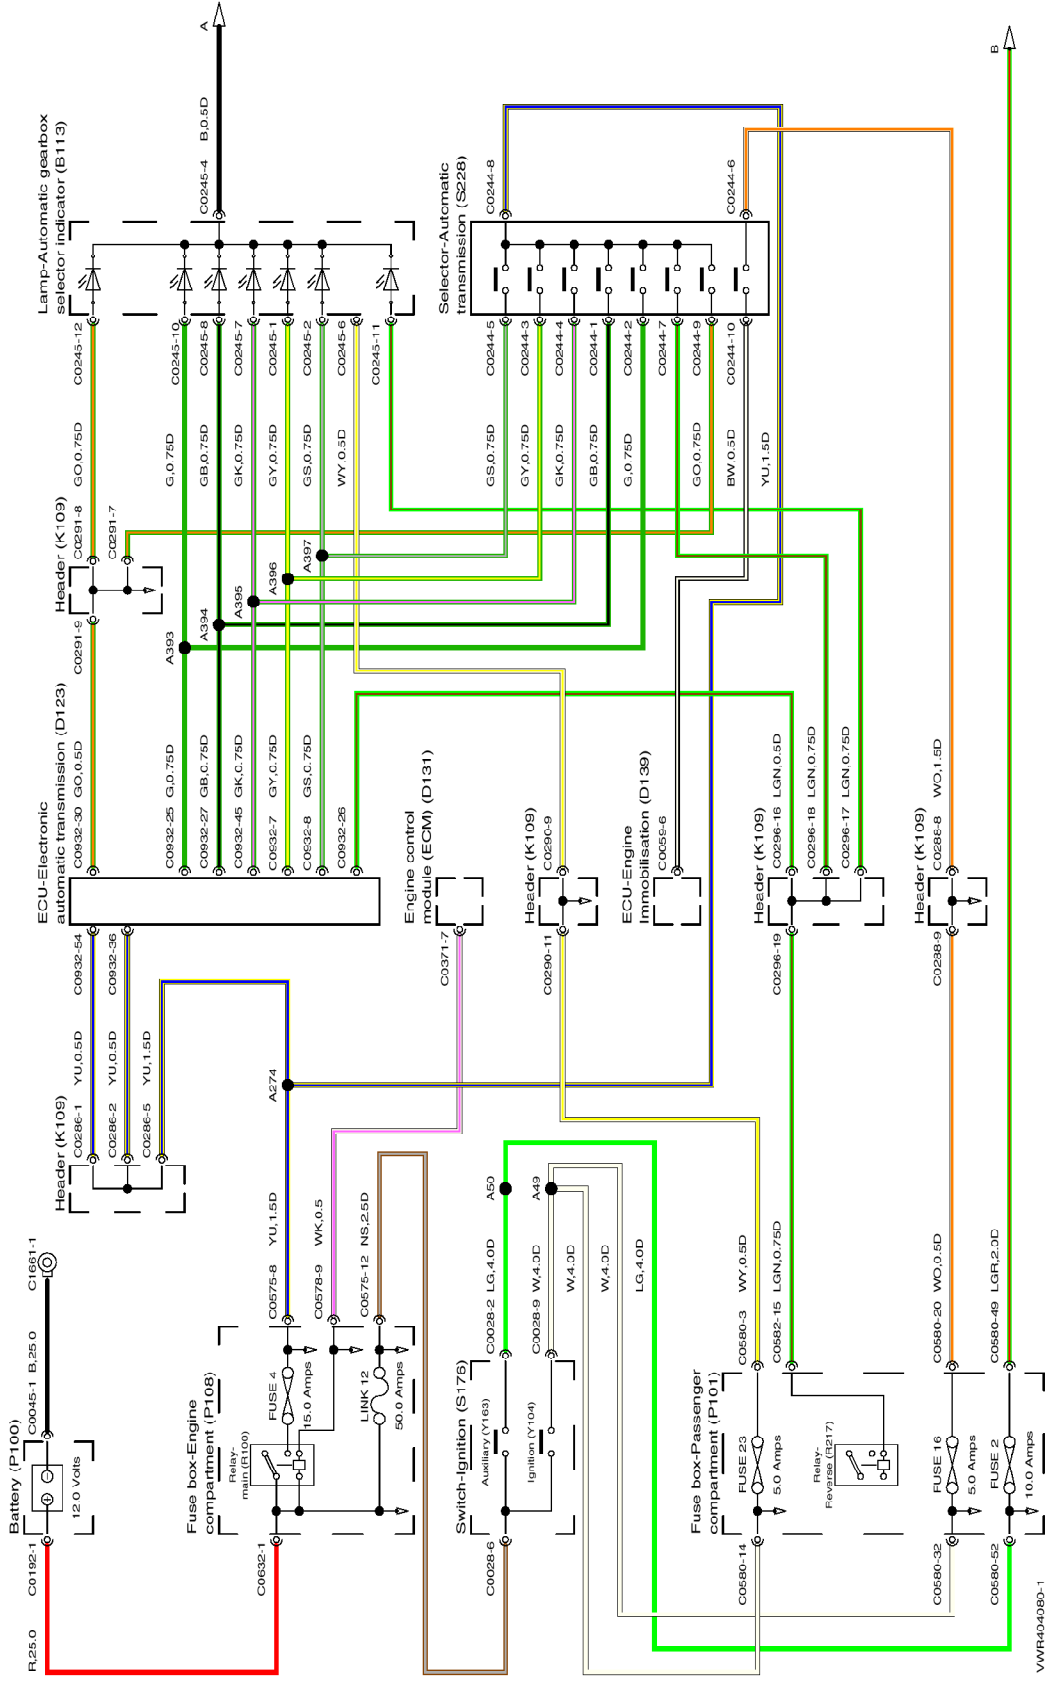 A
B
Lamp-Automatic gearbox
selector indicator (B113)
C0245-4 B,0.5D
C0245-12
C0245-10
C0245-8
C0245-7
C0245-1
C0245-2
C0245-6
C0245-11
GO,0.75D
G,0.75D
GB,0.75D
GK,0.75D
GY,0.75D
GS,0.75D
WY,0.5D
Selector-Automatic
transmission (S228)
C0244-8
C0244-6
C0244-5
C0244-3
C0244-4
C0244-1
C0244-2
C0244-7
C0244-9
C0244-10
GS,0.75D
GY,0.75D
GK,0.75D
GB,0.75D
G,0.75D
GO,0.75D
BW,0.5D
YU,1.5D
Header (K109)
C0291-8
C0291-7
C0291-9
A393
A394
A395
A396
A397
ECU-Electronic
automatic transmission (D123)
C0932-30 GO,0.5D
C0932-25 G,0.75D
C0932-27 GB,0.75D
C0932-45 GK,0.75D
C0932-7 GY,0.75D
C0932-8 GS,0.75D
C0932-26
C0932-54
C0932-36
Engine control
module (ECM) (D131)
C0371-7
Header (K109)
C0290-9
C0290-11
ECU-Engine
Immobilisation (D139)
C0059-6
Header (K109)
C0296-16 LGN,0.5D
C0296-18 LGN,0.75D
C0296-17 LGN,0.75D
C0296-19
Header (K109)
C0288-8 WO,1.5D
C0288-9
Header (K109)
C0286-1 YU,0.5D
C0286-2 YU,0.5D
C0286-5 YU,1.5D
A274
Battery (P100)
12.0 Volts
C0045-1 B,25.0
C1661-1
C0192-1
R,25.0
Fuse box-Engine
compartment (P108)
C0575-8 YU,1.5D
C0578-9 WK,0.5
C0575-12 NS,2.5D
FUSE 4
15.0 Amps
LINK 12
50.0 Amps
Relay-
main (R100)
C0632-1
Switch-Ignition (S176)
Auxiliary (Y163)
Ignition (Y104)
C0028-2 LG,4.0D
C0028-9 W,4.0D
W,4.0D
W,4.0D
LG,4.0D
A50
A49
C0028-6
Fuse box-Passenger
compartment (P101)
C0580-3 WY,0.5D
C0582-15 LGN,0.75D
C0580-20 WO,0.5D
C0580-49 LGR,2.0D
FUSE 23
5.0 Amps
Relay-
Reverse (R217)
FUSE 16
5.0 Amps
FUSE 2
10.0 Amps
C0580-14
C0580-32
C0580-52
VWR404080-1